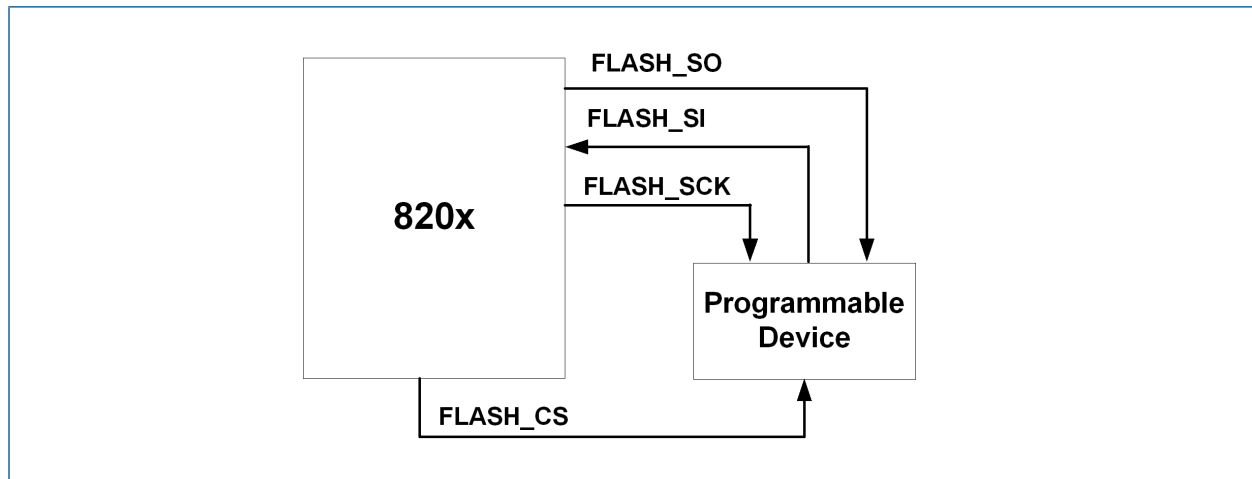 FLASH_SO
FLASH_SI
FLASH_SCK
820x
Programmable
Device
FLASH_CS